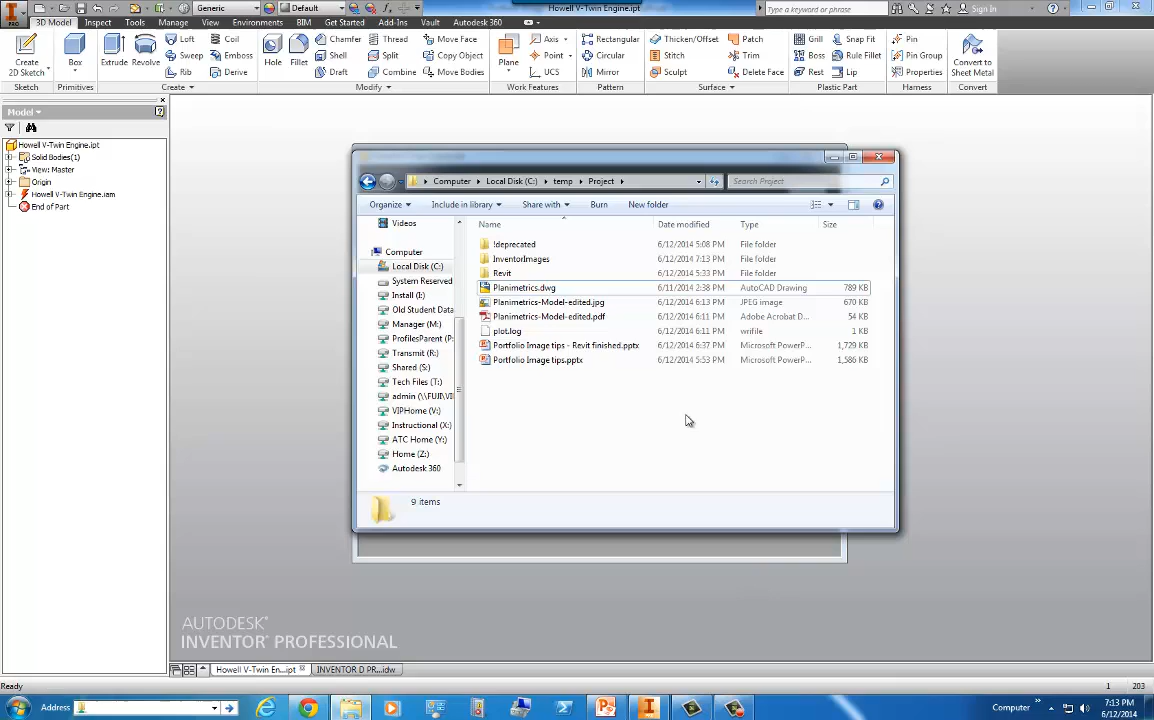 Howell V-Twin Engine.ipt
Generic
Default
Type a keyword or phrase
Sign In
PRO
3D Model Inspect Tools Manage View Environments BIM Get Started Add-Ins Vault Autodesk 360
Create
2D Sketch
Box
Extrude Revolve
Loft
Sweep
Rib
Coil
Emboss
Derive
Hole Fillet
Chamfer
Shell
Draft
Thread
Split
Combine
Move Face
Copy Object
Move Bodies
Plane
Axis
Point
UCS
Rectangular
Circular
Mirror
Thicken/Offset
Stitch
Sculpt
Patch
Trim
Delete Face
Grill
Boss
Rest
Snap Fit
Rule Fillet
Lip
Pin
Pin Group
Properties
Convert to
Sheet Metal
Sketch Primitives Create Modify Work Features Pattern Surface Plastic Part Harness Convert
Model
Howell V-Twin Engine.ipt
Solid Bodies(1)
View: Master
Origin
Howell V-Twin Engine.iam
End of Part
Computer Local Disk (C:) temp Project
Search Project
Organize Include in library Share with Burn New folder
Name Date modified Type Size
Videos
Computer
Local Disk (C:)
System Reserved
Install (I:)
Old Student Data
Manager (M:)
ProfilesParent (P:
Transmit (R:)
Shared (S:)
Tech Files (T:)
admin (\\FUJI\VI
VIPHome (V:)
Instructional (X:)
ATC Home (Y:)
Home (Z:)
Autodesk 360
!deprecated 6/12/2014 5:08 PM File folder
InventorImages 6/12/2014 7:13 PM File folder
Revit 6/12/2014 5:33 PM File folder
Planimetrics.dwg 6/11/2014 2:38 PM AutoCAD Drawing 789 KB
Planimetrics-Model-edited.jpg 6/12/2014 6:13 PM JPEG image 670 KB
Planimetrics-Model-edited.pdf 6/12/2014 6:11 PM Adobe Acrobat D... 54 KB
plot.log 6/12/2014 6:11 PM wrifile 1 KB
Portfolio Image tips - Revit finished.pptx 6/12/2014 6:37 PM Microsoft PowerP... 1,729 KB
Portfolio Image tips.pptx 6/12/2014 5:53 PM Microsoft PowerP... 1,586 KB
9 items
AUTODESK®
INVENTOR® PROFESSIONAL
Howell V-Twin En...ipt INVENTOR D PR...idw
Ready
1 203
Address
Computer
7:13 PM
6/12/2014